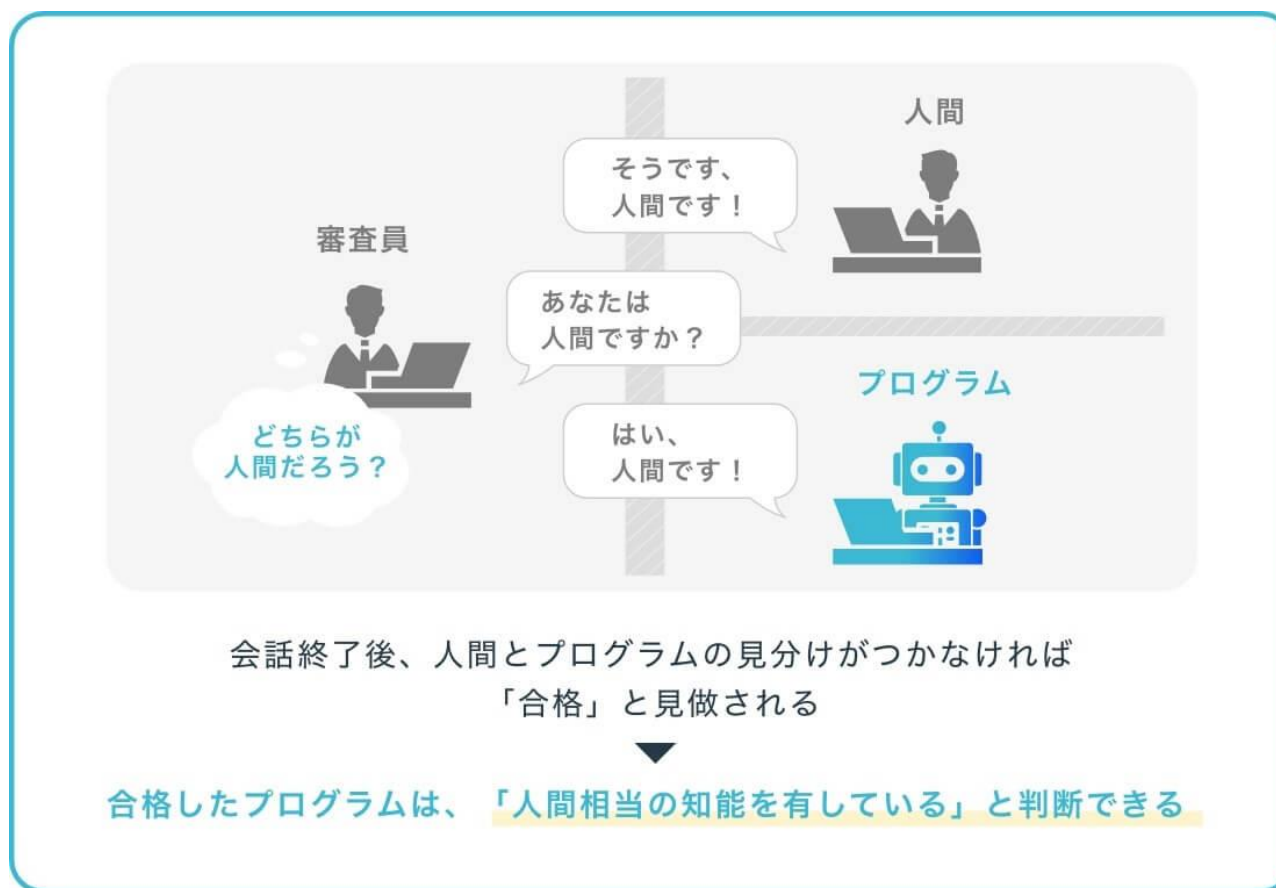 人間
そうです、
人間です！
審査員
あなたは
人間ですか？
プログラム
どちらが
人間だろう？
はい、
人間です！
会話終了後、人間とプログラムの見分けがつかなければ
「合格」と見做される
合格したプログラムは、「人間相当の知能を有している」と判断できる